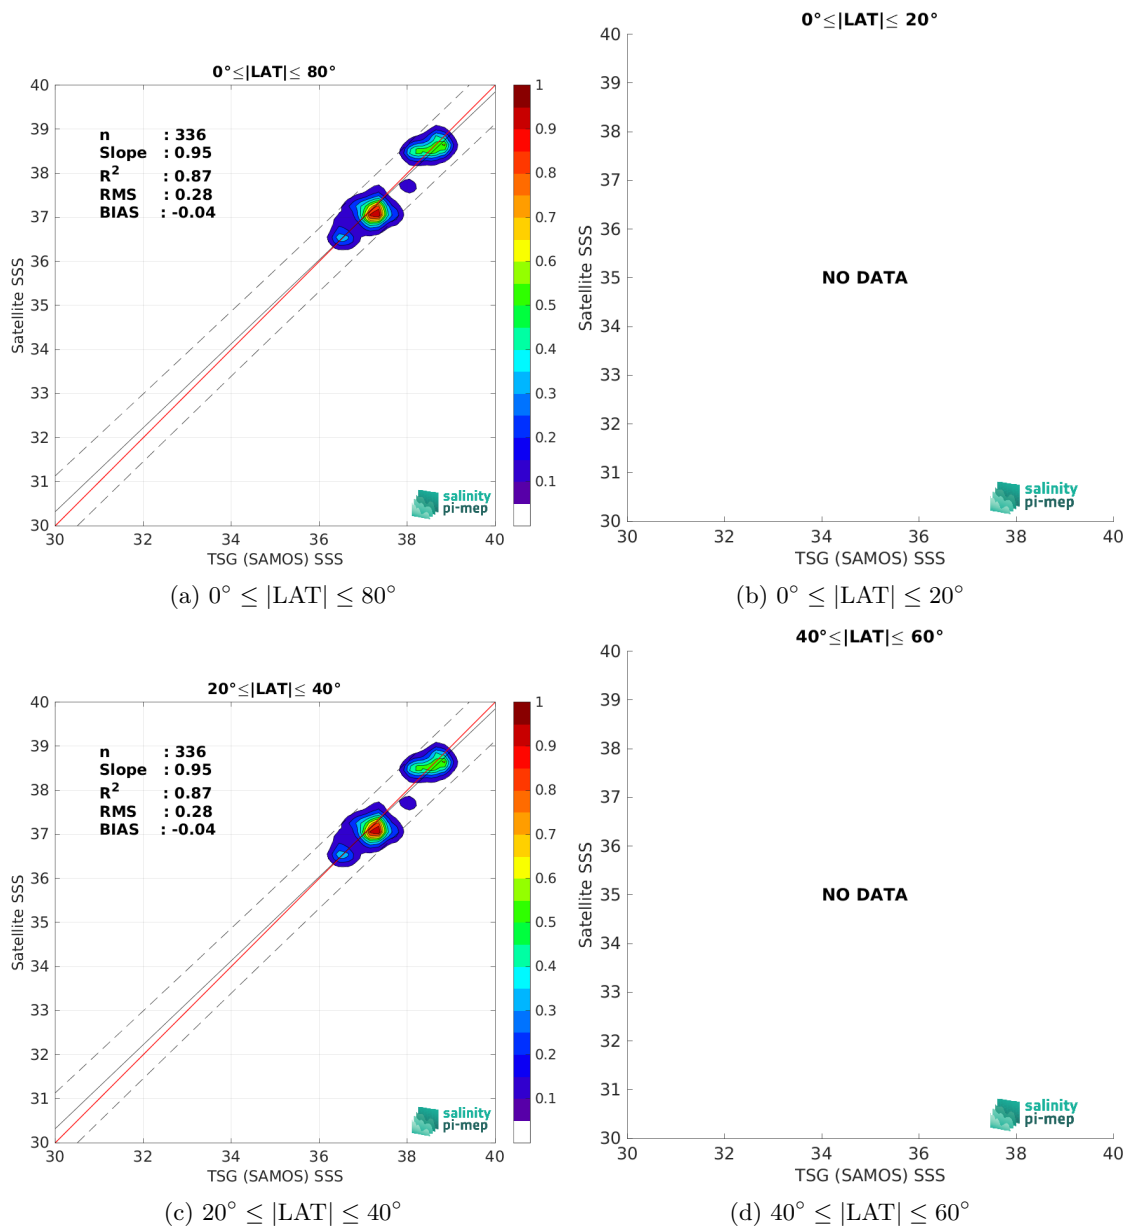 0°≤|LAT|≤ 80°
40
39
38
37
36
35
34
33
32
31
30
Satellite SSS
n : 336
Slope : 0.95
R² : 0.87
RMS : 0.28
BIAS : -0.04
1
0.9
0.8
0.7
0.6
0.5
0.4
0.3
0.2
0.1
salinity
pi-mep
30 32 34 36 38 40
TSG (SAMOS) SSS
(a) 0° ≤ |LAT| ≤ 80°
0°≤|LAT|≤ 20°
40
39
38
37
36
35
34
33
32
31
30
Satellite SSS
NO DATA
salinity
pi-mep
30 32 34 36 38 40
TSG (SAMOS) SSS
(b) 0° ≤ |LAT| ≤ 20°
20°≤|LAT|≤ 40°
40
39
38
37
36
35
34
33
32
31
30
Satellite SSS
n : 336
Slope : 0.95
R² : 0.87
RMS : 0.28
BIAS : -0.04
1
0.9
0.8
0.7
0.6
0.5
0.4
0.3
0.2
0.1
salinity
pi-mep
30 32 34 36 38 40
TSG (SAMOS) SSS
(c) 20° ≤ |LAT| ≤ 40°
40°≤|LAT|≤ 60°
40
39
38
37
36
35
34
33
32
31
30
Satellite SSS
NO DATA
salinity
pi-mep
30 32 34 36 38 40
TSG (SAMOS) SSS
(d) 40° ≤ |LAT| ≤ 60°